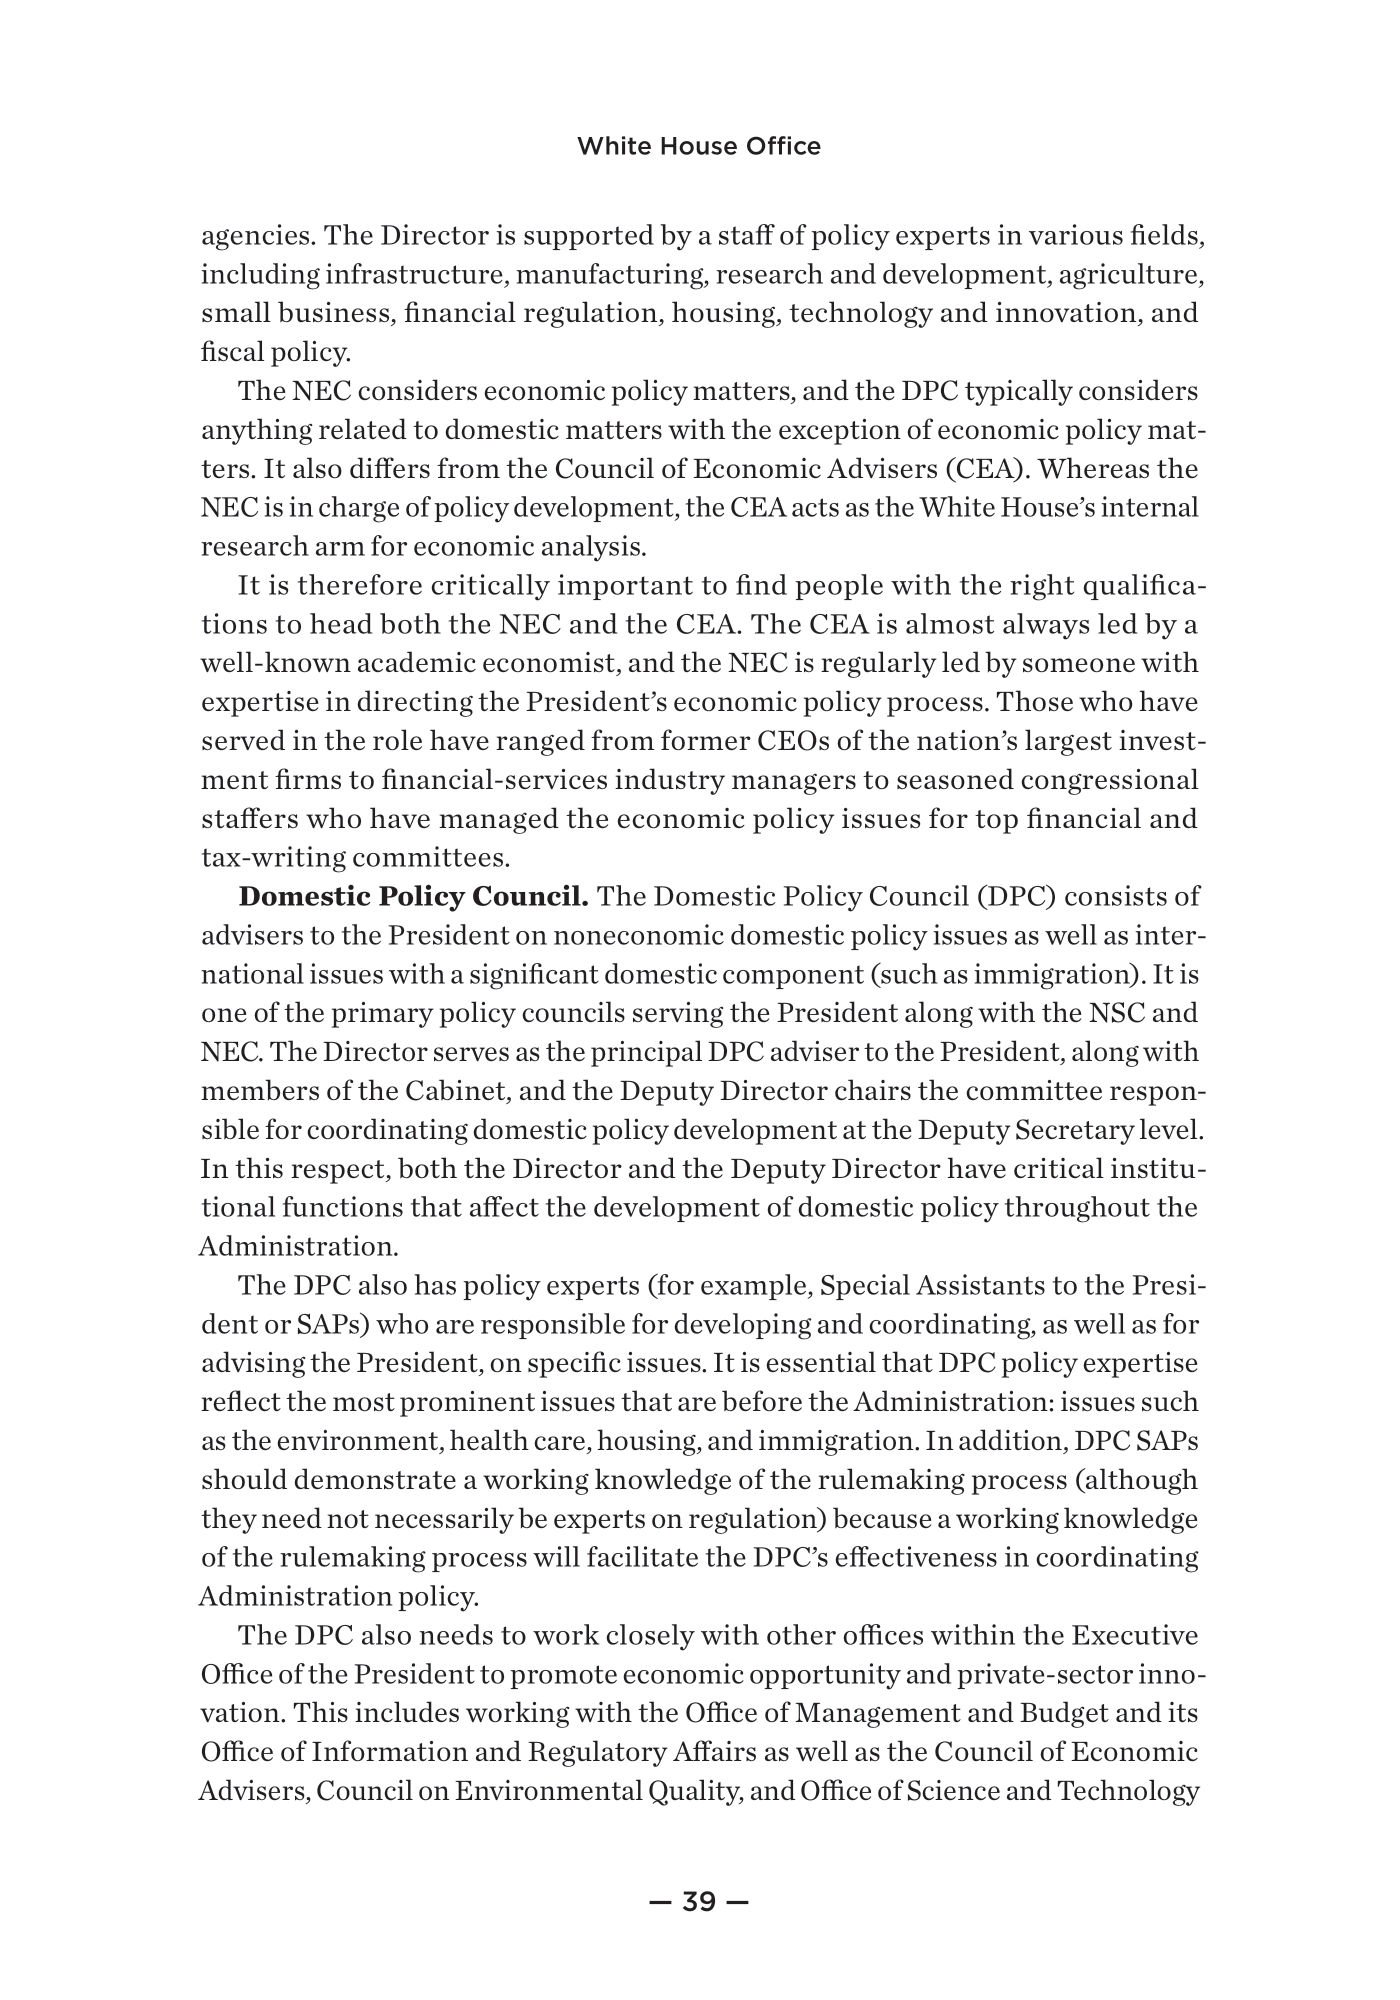 White House Office
agencies. The Director is supported by a staff of policy experts in various fields,
including infrastructure, manufacturing, research and development, agriculture,
small business, financial regulation, housing, technology and innovation, and
fiscal policy.
The NEC considers economic policy matters, and the DPC typically considers
anything related to domestic matters with the exception of economic policy mat-
ters. It also differs from the Council of Economic Advisers (CEA). Whereas the
NEC is in charge of policy development, the CEA acts as the White House’s internal
research arm for economic analysis.
It is therefore critically important to find people with the right qualifica-
tions to head both the NEC and the CEA. The CEA is almost always led by a
well-known academic economist, and the NEC is regularly led by someone with
expertise in directing the President’s economic policy process. Those who have
served in the role have ranged from former CEOs of the nation’s largest invest-
ment firms to financial-services industry managers to seasoned congressional
staffers who have managed the economic policy issues for top financial and
tax-writing committees.
Domestic Policy Council. The Domestic Policy Council (DPC) consists of
advisers to the President on noneconomic domestic policy issues as well as inter-
national issues with a significant domestic component (such as immigration). It is
one of the primary policy councils serving the President along with the NSC and
NEC. The Director serves as the principal DPC adviser to the President, along with
members of the Cabinet, and the Deputy Director chairs the committee respon-
sible for coordinating domestic policy development at the Deputy Secretary level.
In this respect, both the Director and the Deputy Director have critical institu-
tional functions that affect the development of domestic policy throughout the
Administration.
The DPC also has policy experts (for example, Special Assistants to the Presi-
dent or SAPs) who are responsible for developing and coordinating, as well as for
advising the President, on specific issues. It is essential that DPC policy expertise
reflect the most prominent issues that are before the Administration: issues such
as the environment, health care, housing, and immigration. In addition, DPC SAPs
should demonstrate a working knowledge of the rulemaking process (although
they need not necessarily be experts on regulation) because a working knowledge
of the rulemaking process will facilitate the DPC’s effectiveness in coordinating
Administration policy.
The DPC also needs to work closely with other offices within the Executive
Office of the President to promote economic opportunity and private-sector inno-
vation. This includes working with the Office of Management and Budget and its
Office of Information and Regulatory Affairs as well as the Council of Economic
Advisers, Council on Environmental Quality, and Office of Science and Technology
— 39 —